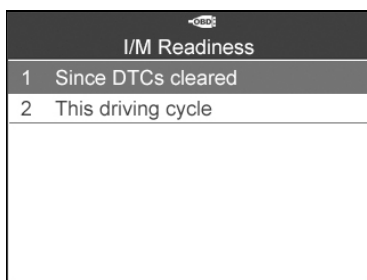 OBD
I/M Readiness
1 Since DTCs cleared
2 This driving cycle